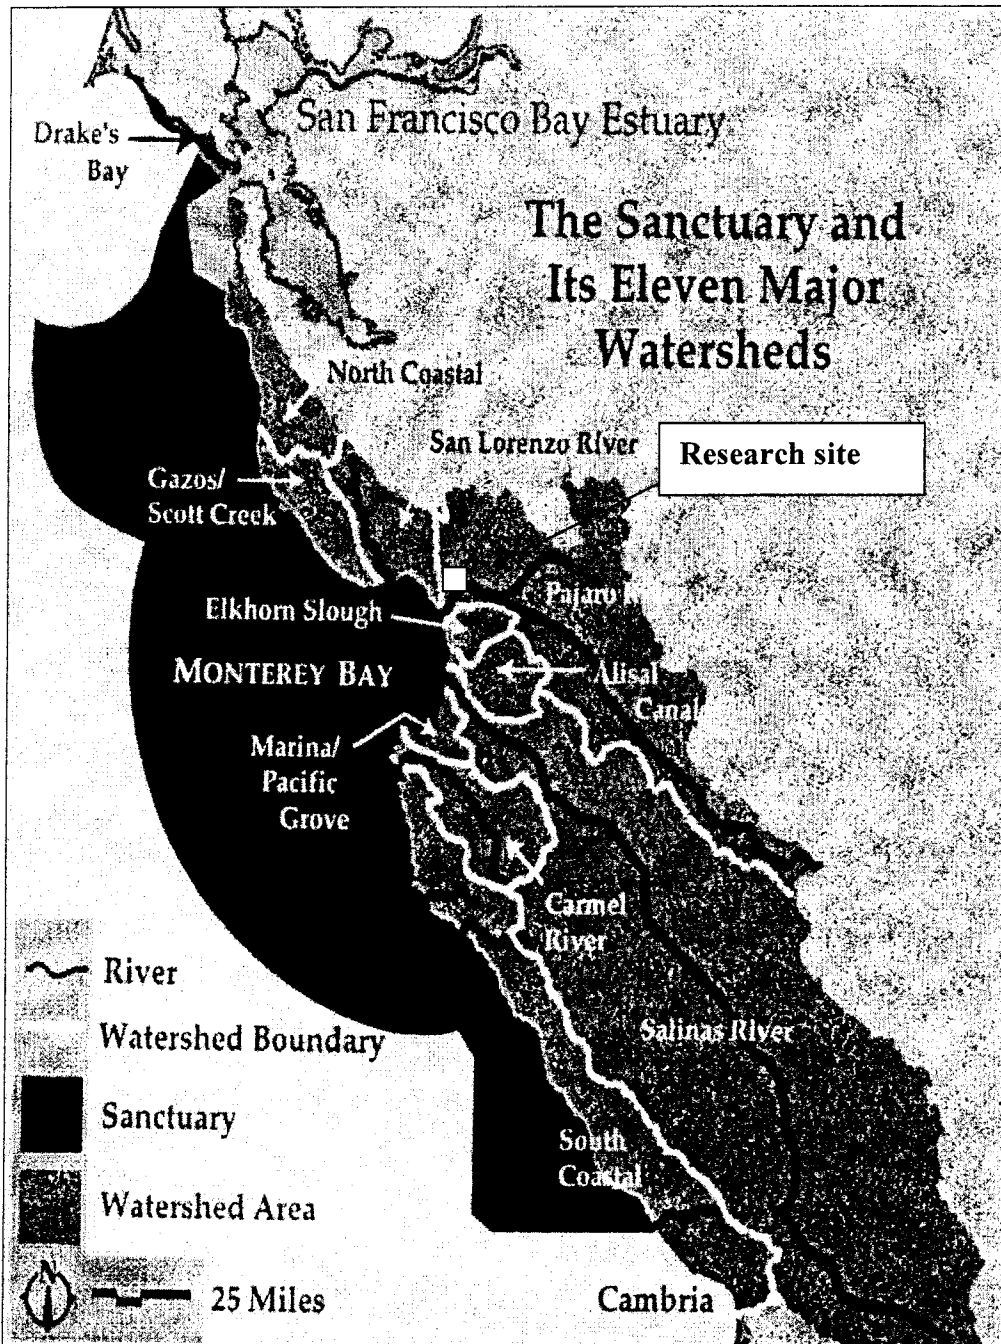 San Francisco Bay Estuary
Drake's
Bay
The Sanctuary and
Its Eleven Major
Watersheds
North Coastal
San Lorenzo River
Research site
Gazos/
Scott Creek
Pajaro
Elkhorn Slough
MONTEREY BAY
Alisal
Canal
Marina/
Pacific
Grove
Carmel
River
River
Watershed Boundary
Salinas River
Sanctuary
South
Coastal
Watershed Area
N
25 Miles
Cambria